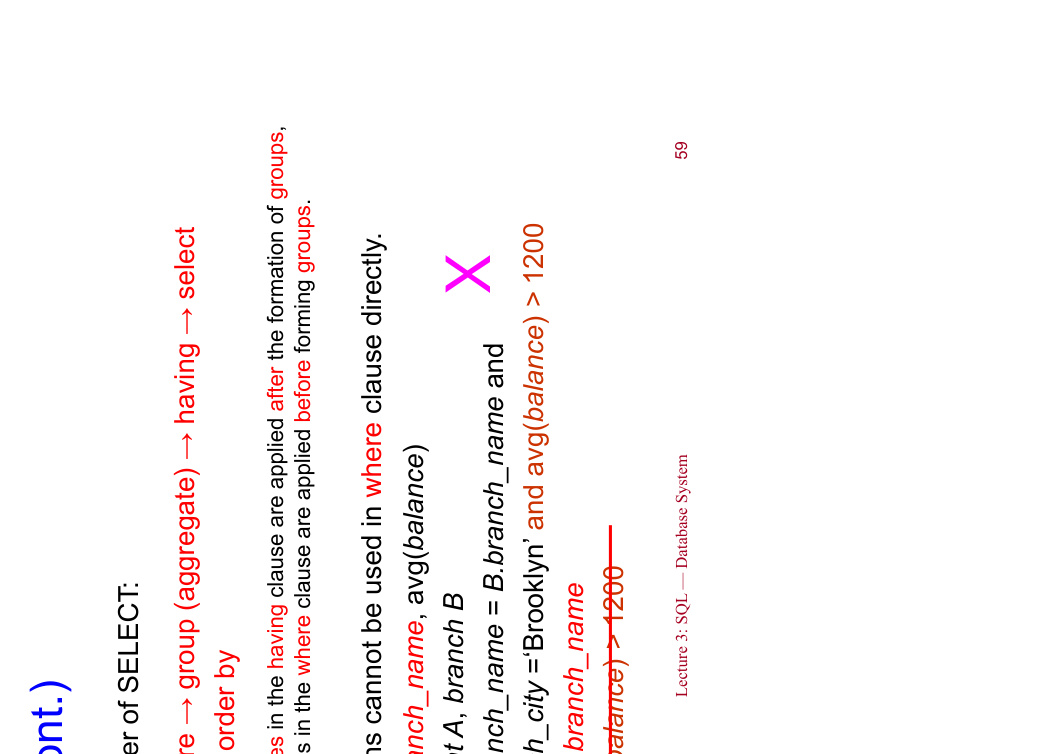 ont.)
er of SELECT:
re → group (aggregate) → having → select
order by
es in the having clause are applied after the formation of groups,
s in the where clause are applied before forming groups.
ns cannot be used in where clause directly.
anch_name, avg(balance)
t A, branch B
nch_name = B.branch_name and
X
h_city =‘Brooklyn’ and avg(balance) > 1200
branch_name
balance) > 1200
Lecture 3: SQL — Database System 59